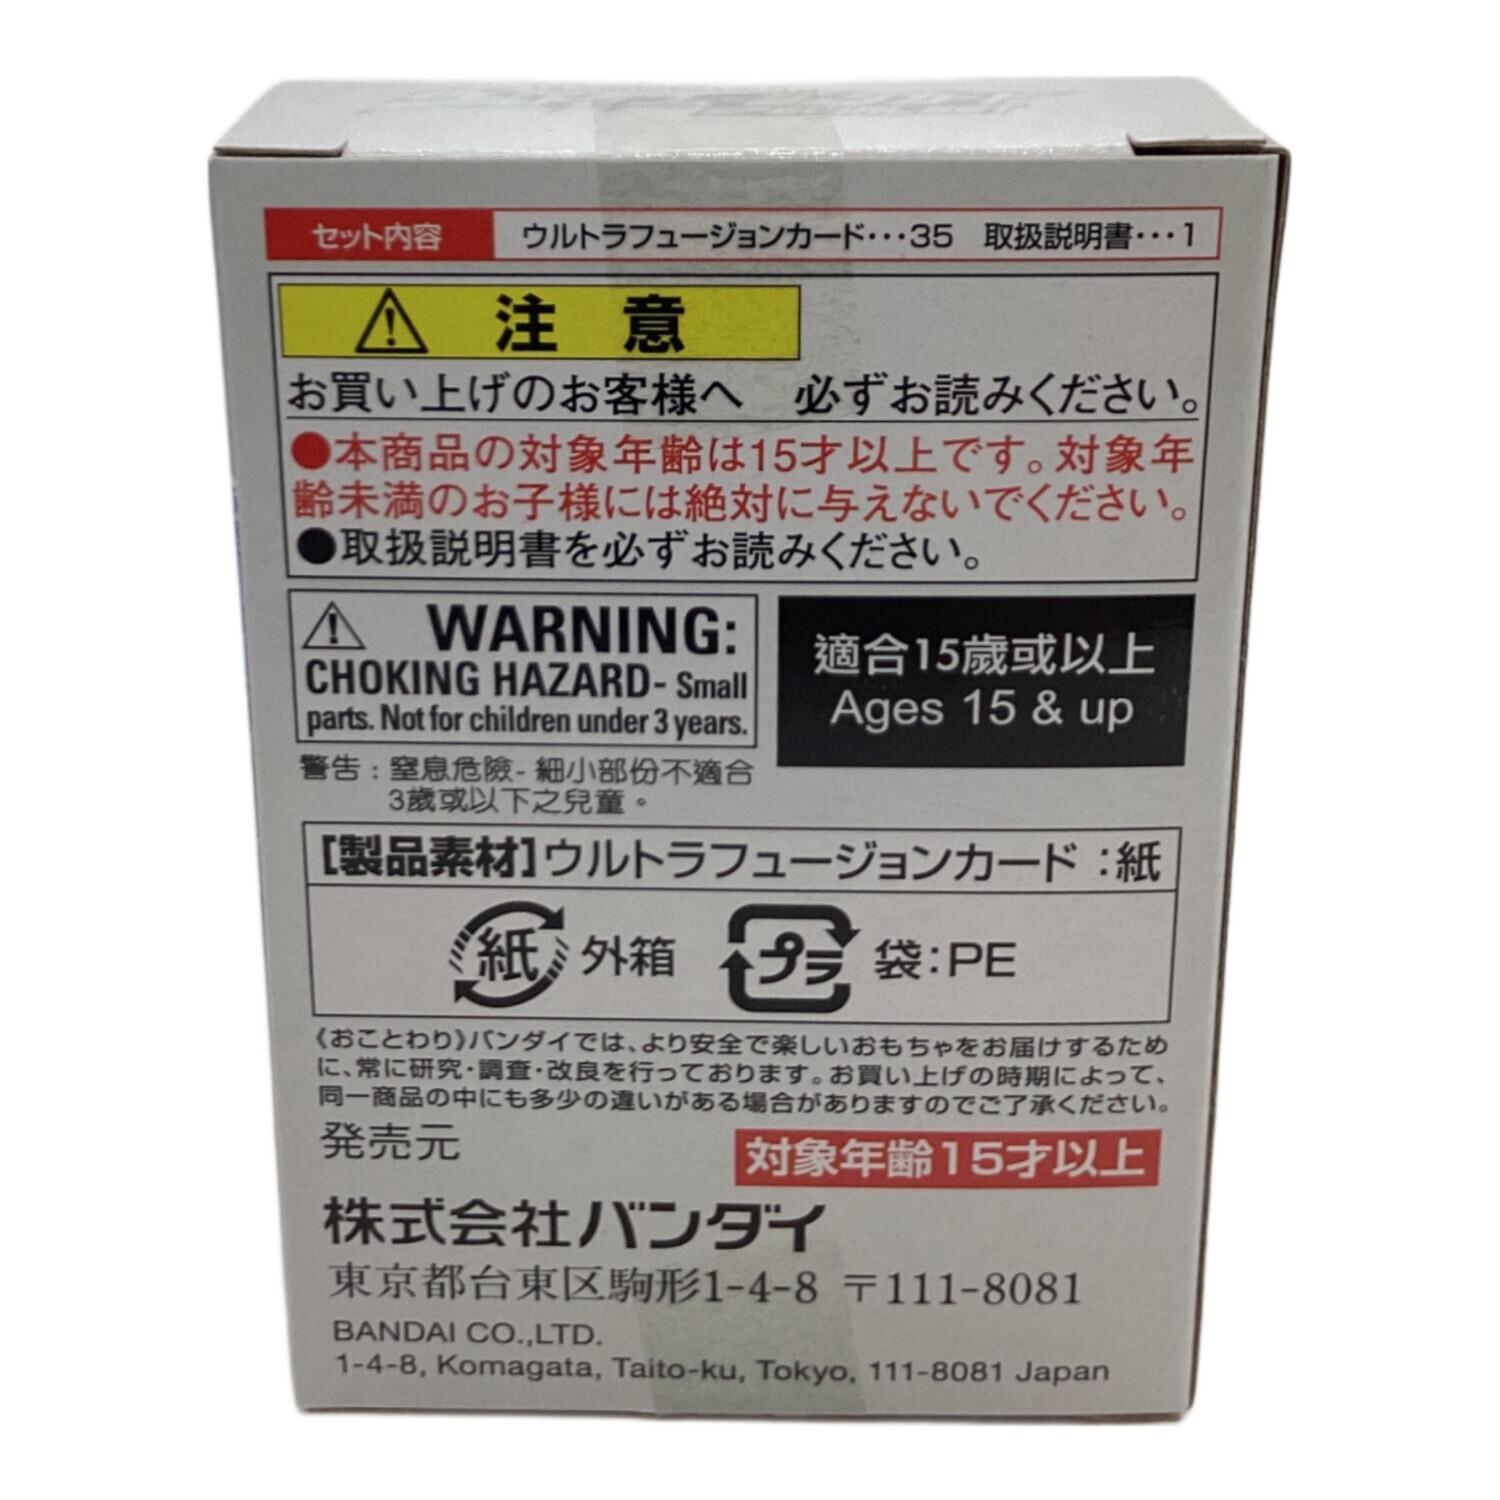 セット内容 ウルトラフュージョンカード･･･35 取扱説明書･･･1
注意
お買い上げのお客様へ 必ずお読みください。
●本商品の対象年齢は15才以上です。対象年
齢未満のお子様には絶対に与えないでください。
●取扱説明書を必ずお読みください。
WARNING:
CHOKING HAZARD- Small
parts. Not for children under 3 years.
適合15歲或以上
Ages 15 & up
警告：窒息危險-細小部份不適合
3歲或以下之兒童。
[製品素材]ウルトラフュージョンカード：紙
紙 外箱 プラ 袋：PE
《おことわり》バンダイでは、より安全で楽しいおもちゃをお届けするため
に、常に研究・調査・改良を行っております。お買い上げの時期によって、
同一商品の中にも多少の違いがある場合がありますのでご了承ください。
発売元
対象年齢15才以上
株式会社バンダイ
東京都台東区駒形1-4-8 〒111-8081
BANDAI CO.,LTD.
1-4-8, Komagata, Taito-ku, Tokyo, 111-8081 Japan